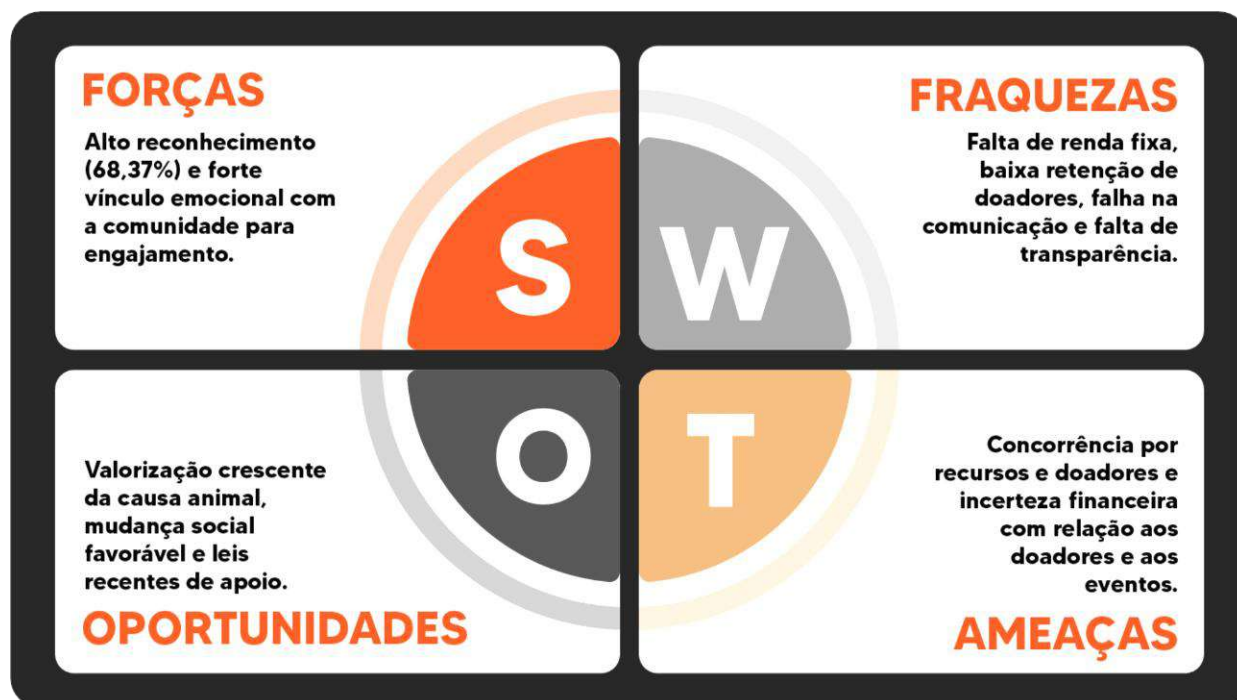 FORÇAS
Alto reconhecimento
(68,37%) e forte
vínculo emocional com
a comunidade para
engajamento.
S
FRAQUEZAS
Falta de renda fixa,
baixa retenção de
doadores, falha na
comunicação e falta de
transparência.
W
Valorização crescente
da causa animal,
mudança social
favorável e leis
recentes de apoio.
OPORTUNIDADES
O
T
Concorrência por
recursos e doadores e
incerteza financeira
com relação aos
doadores e aos
eventos.
AMEAÇAS